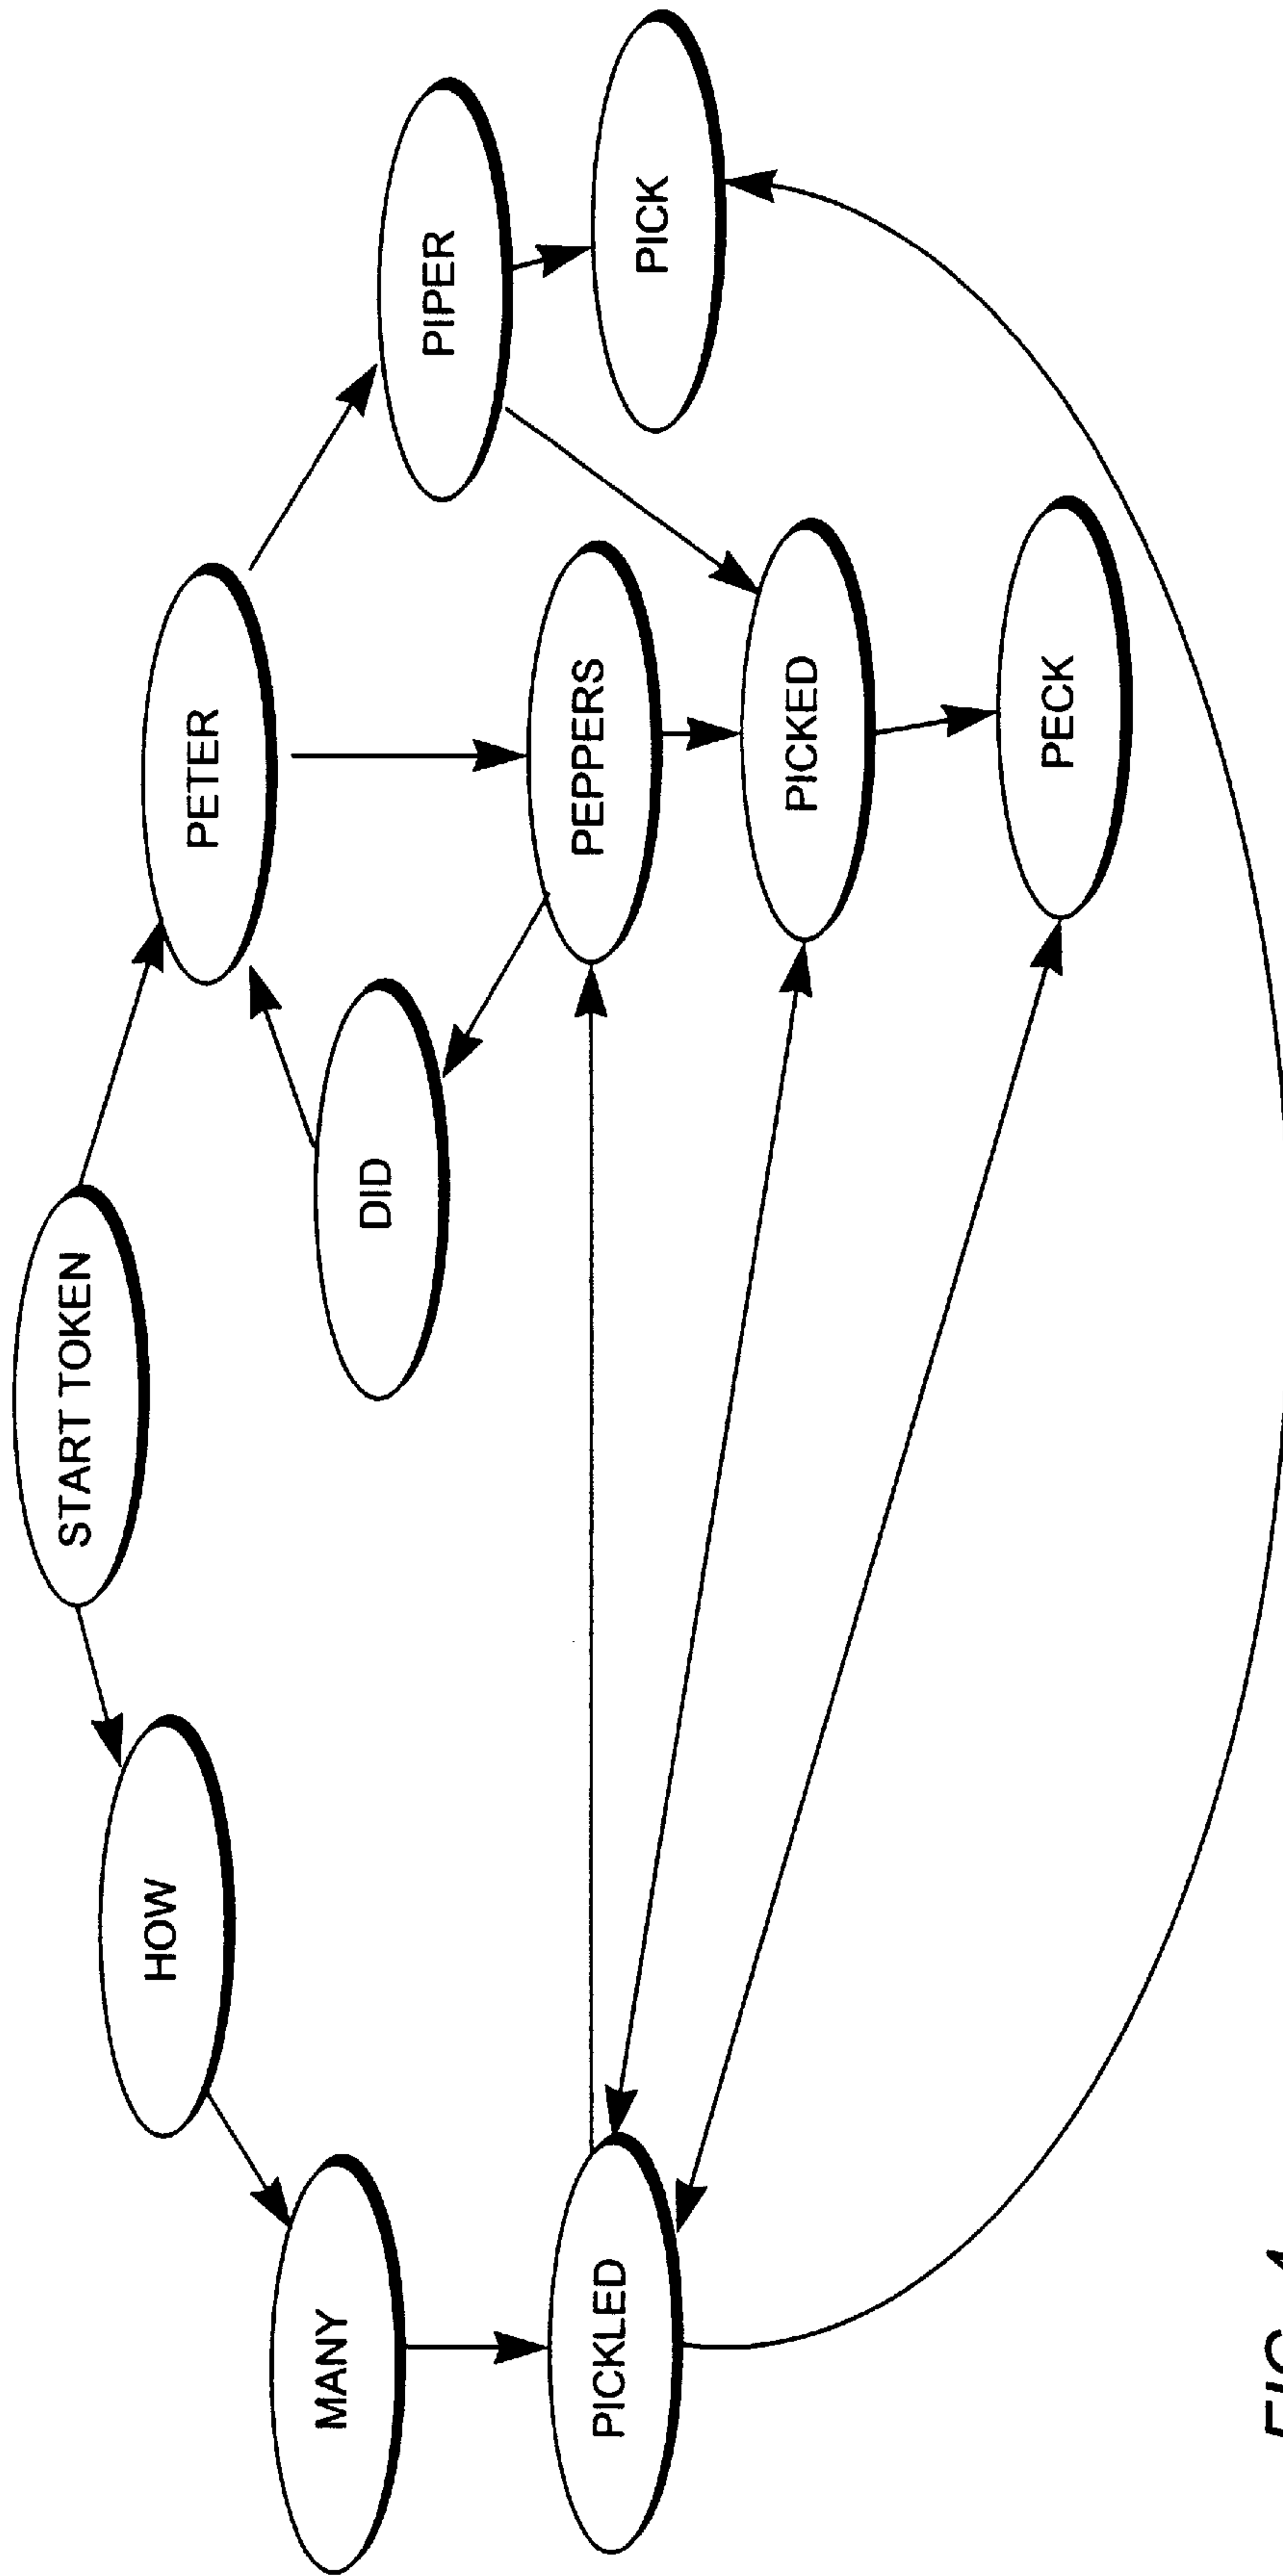 START TOKEN
HOW
PETER
MANY
DID
PIPER
PICKLED
PEPPERS
PICK
PICKED
PECK